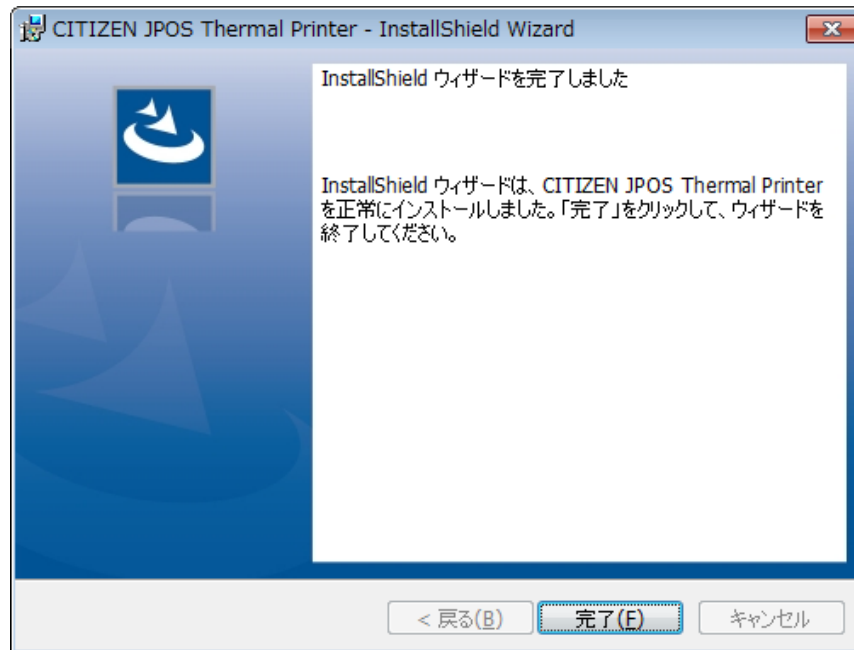 CITIZEN JPOS Thermal Printer - InstallShield Wizard
InstallShield ウィザードを完了しました
InstallShield ウィザードは、CITIZEN JPOS Thermal Printer
を正常にインストールしました。「完了」をクリックして、ウィザードを
終了してください。
< 戻る(B)
完了(F)
キャンセル